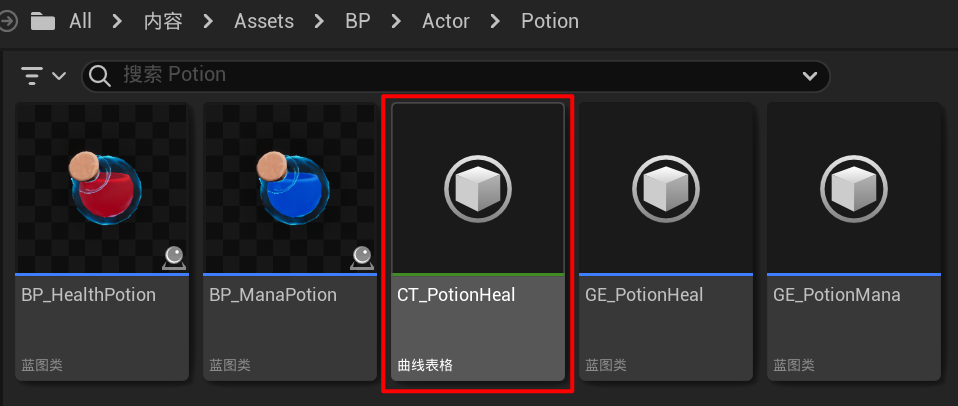 All > 内容 > Assets > BP > Actor > Potion
搜索 Potion
BP_HealthPotion
BP_ManaPotion
CT_PotionHeal
GE_PotionHeal
GE_PotionMana
蓝图类
蓝图类
曲线表格
蓝图类
蓝图类